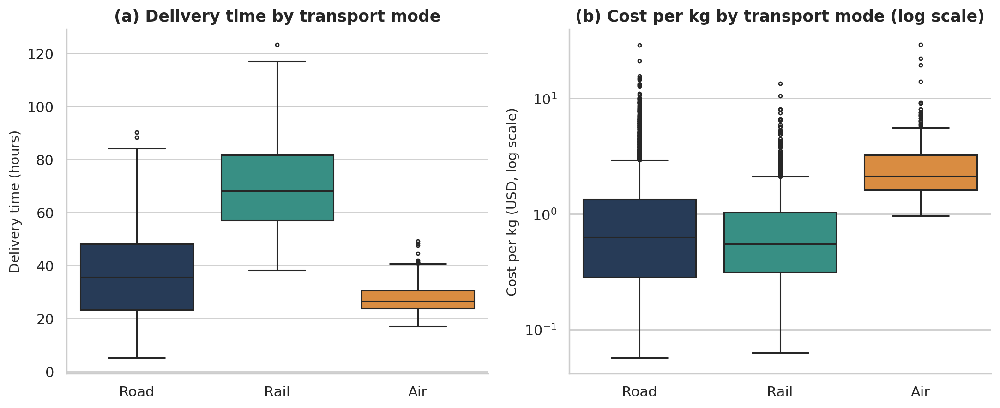 (a) Delivery time by transport mode
Delivery time (hours)
120
100
80
60
40
20
0
Road Rail Air
(b) Cost per kg by transport mode (log scale)
Cost per kg (USD, log scale)
10¹
10⁰
10⁻¹
Road Rail Air